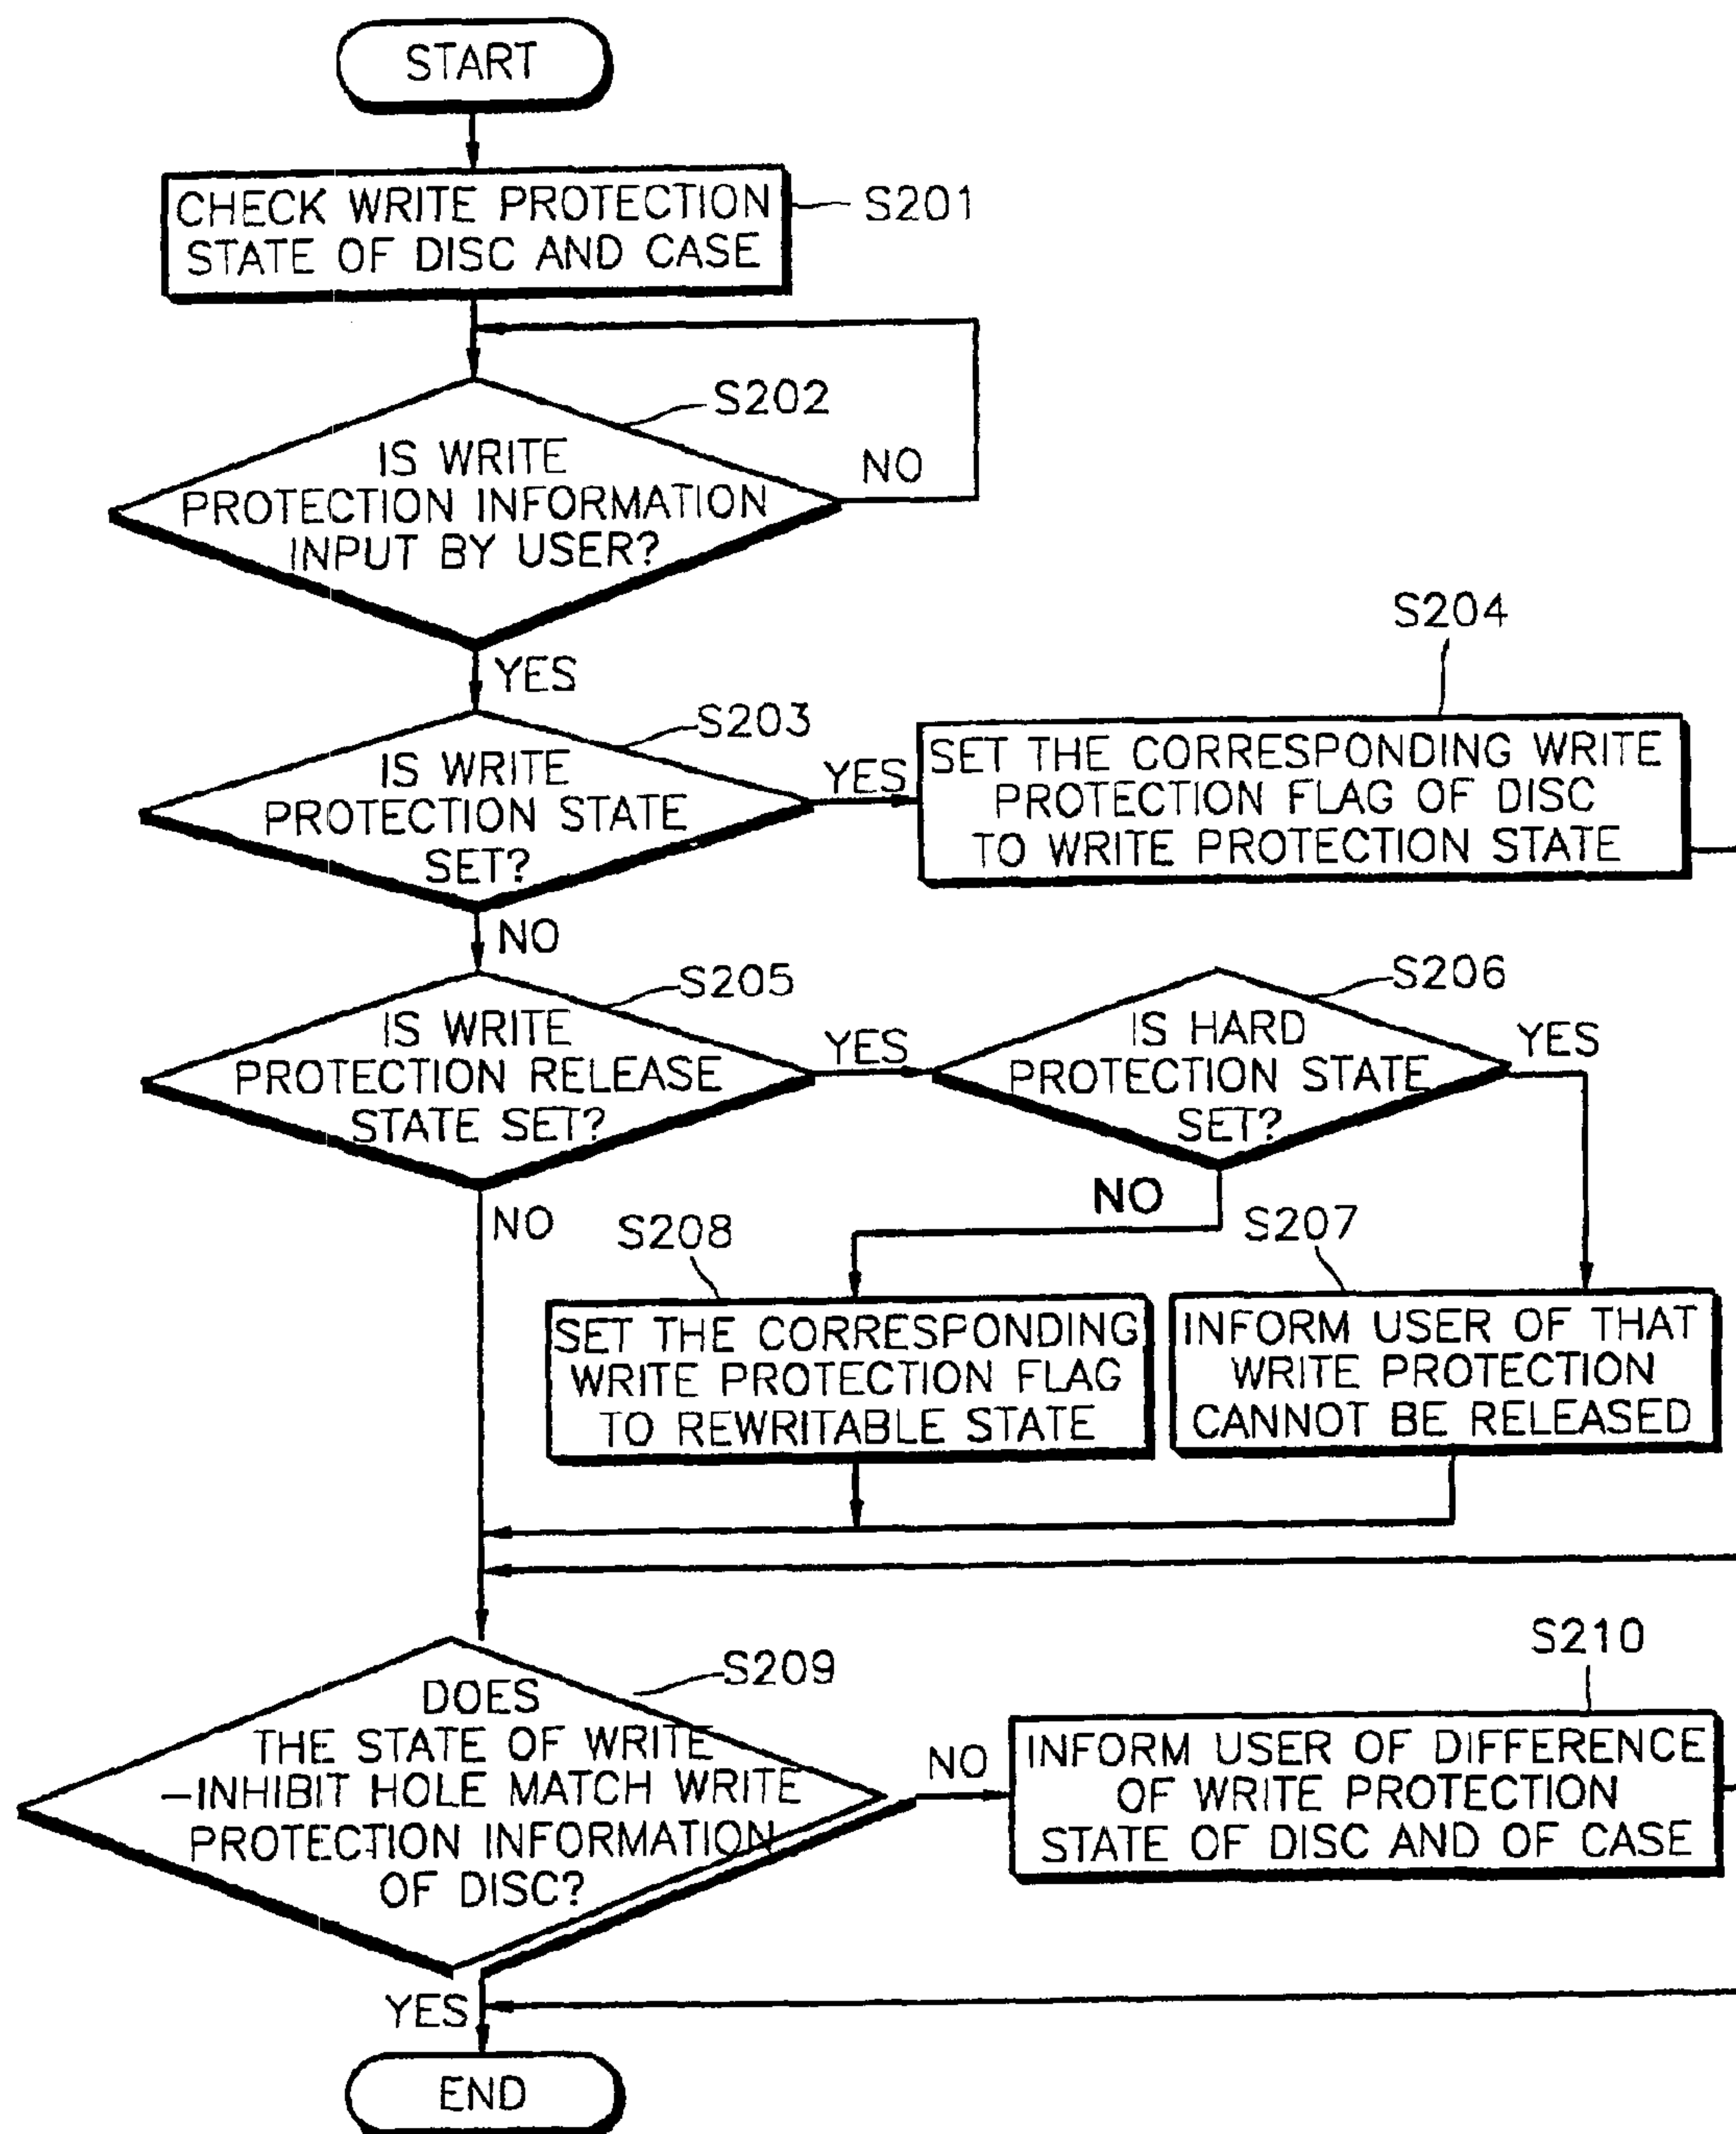 START
CHECK WRITE PROTECTION
STATE OF DISC AND CASE
S201
S202
IS WRITE
PROTECTION INFORMATION
INPUT BY USER?
NO
YES
S203
IS WRITE
PROTECTION STATE
SET?
YES
S204
SET THE CORRESPONDING WRITE
PROTECTION FLAG OF DISC
TO WRITE PROTECTION STATE
NO
S205
IS WRITE
PROTECTION RELEASE
STATE SET?
YES
S206
IS HARD
PROTECTION STATE
SET?
YES
NO
NO
S208
SET THE CORRESPONDING
WRITE PROTECTION FLAG
TO REWRITABLE STATE
S207
INFORM USER OF THAT
WRITE PROTECTION
CANNOT BE RELEASED
S209
DOES
THE STATE OF WRITE
-INHIBIT HOLE MATCH WRITE
PROTECTION INFORMATION
OF DISC?
NO
S210
INFORM USER OF DIFFERENCE
OF WRITE PROTECTION
STATE OF DISC AND OF CASE
YES
END